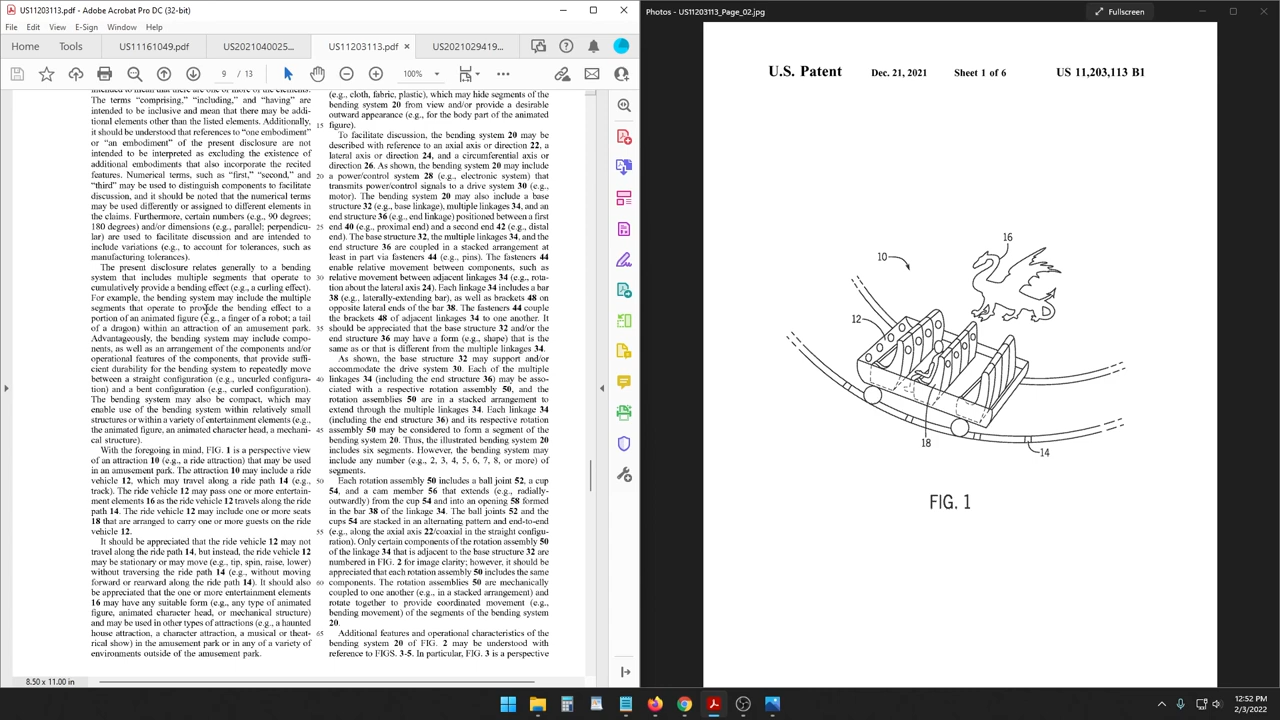 US11203113.pdf - Adobe Acrobat Pro DC (32-bit)
File Edit View E-Sign Window Help
Home Tools US11161049.pdf US2021040025... US11203113.pdf × US2021029419...
9 / 13 100%
intended to mean that there are one or more of the elements.
The terms “comprising,” “including,” and “having” are
intended to be inclusive and mean that there may be addi-
tional elements other than the listed elements. Additionally,
it should be understood that references to “one embodiment”
or “an embodiment” of the present disclosure are not
intended to be interpreted as excluding the existence of
additional embodiments that also incorporate the recited
features. Numerical terms, such as “first,” “second,” and
“third” may be used to distinguish components to facilitate
discussion, and it should be noted that the numerical terms
may be used differently or assigned to different elements in
the claims. Furthermore, certain numbers (e.g., 90 degrees;
180 degrees) and/or dimensions (e.g., parallel; perpendicu-
lar) are used to facilitate discussion and are intended to
include variations (e.g., to account for tolerances, such as
manufacturing tolerances).
The present disclosure relates generally to a bending
system that includes multiple segments that operate to
cumulatively provide a bending effect (e.g., a curling effect).
For example, the bending system may include the multiple
segments that operate to provide the bending effect to a
portion of an animated figure (e.g., a finger of a robot; a tail
of a dragon) within an attraction of an amusement park.
Advantageously, the bending system may include compo-
nents, as well as an arrangement of the components and/or
operational features of the components, that provide suffi-
cient durability for the bending system to repeatedly move
between a straight configuration (e.g., uncurled configura-
tion) and a bent configuration (e.g., curled configuration).
The bending system may also be compact, which may
enable use of the bending system within relatively small
structures or within a variety of entertainment elements (e.g.,
the animated figure, an animated character head, a mechani-
cal structure).
With the foregoing in mind, FIG. 1 is a perspective view
of an attraction 10 (e.g., a ride attraction) that may be used
in an amusement park. The attraction 10 may include a ride
vehicle 12, which may travel along a ride path 14 (e.g.,
track). The ride vehicle 12 may pass one or more entertain-
ment elements 16 as the ride vehicle 12 travels along the ride
path 14. The ride vehicle 12 may include one or more seats
18 that are arranged to carry one or more guests on the ride
vehicle 12.
It should be appreciated that the ride vehicle 12 may not
travel along the ride path 14, but instead, the ride vehicle 12
may be stationary or may move (e.g., tip, spin, raise, lower)
without traversing the ride path 14 (e.g., without moving
forward or rearward along the ride path 14). It should also
be appreciated that the one or more entertainment elements
16 may have any suitable form (e.g., any type of animated
figure, animated character head, or mechanical structure)
and may be used in other types of attractions (e.g., a haunted
house attraction, a character attraction, a musical or theat-
rical show) in the amusement park or in any of a variety of
environments outside of the amusement park.
15
20
25
30
35
40
45
50
55
60
65
(e.g., cloth, fabric, plastic), which may hide segments of the
bending system 20 from view and/or provide a desirable
outward appearance (e.g., for the body part of the animated
figure).
To facilitate discussion, the bending system 20 may be
described with reference to an axial axis or direction 22, a
lateral axis or direction 24, and a circumferential axis or
direction 26. As shown, the bending system 20 may include
a power/control system 28 (e.g., electronic system) that
transmits power/control signals to a drive system 30 (e.g.,
motor). The bending system 20 may also include a base
structure 32 (e.g., base linkage), multiple linkages 34, and an
end structure 36 (e.g., end linkage) positioned between a first
end 40 (e.g., proximal end) and a second end 42 (e.g., distal
end). The base structure 32, the multiple linkages 34, and the
end structure 36 are coupled in a stacked arrangement at
least in part via fasteners 44 (e.g., pins). The fasteners 44
enable relative movement between components, such as
relative movement between adjacent linkages 34 (e.g., rota-
tion about the lateral axis 24). Each linkage 34 includes a bar
38 (e.g., laterally-extending bar), as well as brackets 48 on
opposite lateral ends of the bar 38. The fasteners 44 couple
the brackets 48 of adjacent linkages 34 to one another. It
should be appreciated that the base structure 32 and/or the
end structure 36 may have a form (e.g., shape) that is the
same as or that is different from the multiple linkages 34.
As shown, the base structure 32 may support and/or
accommodate the drive system 30. Each of the multiple
linkages 34 (including the end structure 36) may be asso-
ciated with a respective rotation assembly 50, and the
rotation assemblies 50 are in a stacked arrangement to
extend through the multiple linkages 34. Each linkage 34
(including the end structure 36) and its respective rotation
assembly 50 may be considered to form a segment of the
bending system 20. Thus, the illustrated bending system 20
includes six segments. However, the bending system may
include any number (e.g., 2, 3, 4, 5, 6, 7, 8, or more) of
segments.
Each rotation assembly 50 includes a ball joint 52, a cup
54, and a cam member 56 that extends (e.g., radially-
outwardly) from the cup 54 and into an opening 58 formed
in the bar 38 of the linkage 34. The ball joints 52 and the
cups 54 are stacked in an alternating pattern and end-to-end
(e.g., along the axial axis 22/coaxial in the straight configu-
ration). Only certain components of the rotation assembly 50
of the linkage 34 that is adjacent to the base structure 32 are
numbered in FIG. 2 for image clarity; however, it should be
appreciated that each rotation assembly 50 includes the same
components. The rotation assemblies 50 are mechanically
coupled to one another (e.g., in a stacked arrangement) and
rotate together to provide coordinated movement (e.g.,
bending movement) of the segments of the bending system
20.
Additional features and operational characteristics of the
bending system 20 of FIG. 2 may be understood with
reference to FIGS. 3-5. In particular, FIG. 3 is a perspective
8.50 x 11.00 in
Photos - US11203113_Page_02.jpg
Fullscreen
U.S. Patent Dec. 21, 2021 Sheet 1 of 6 US 11,203,113 B1
16
10
12
18
14
FIG. 1
12:52 PM
2/3/2022